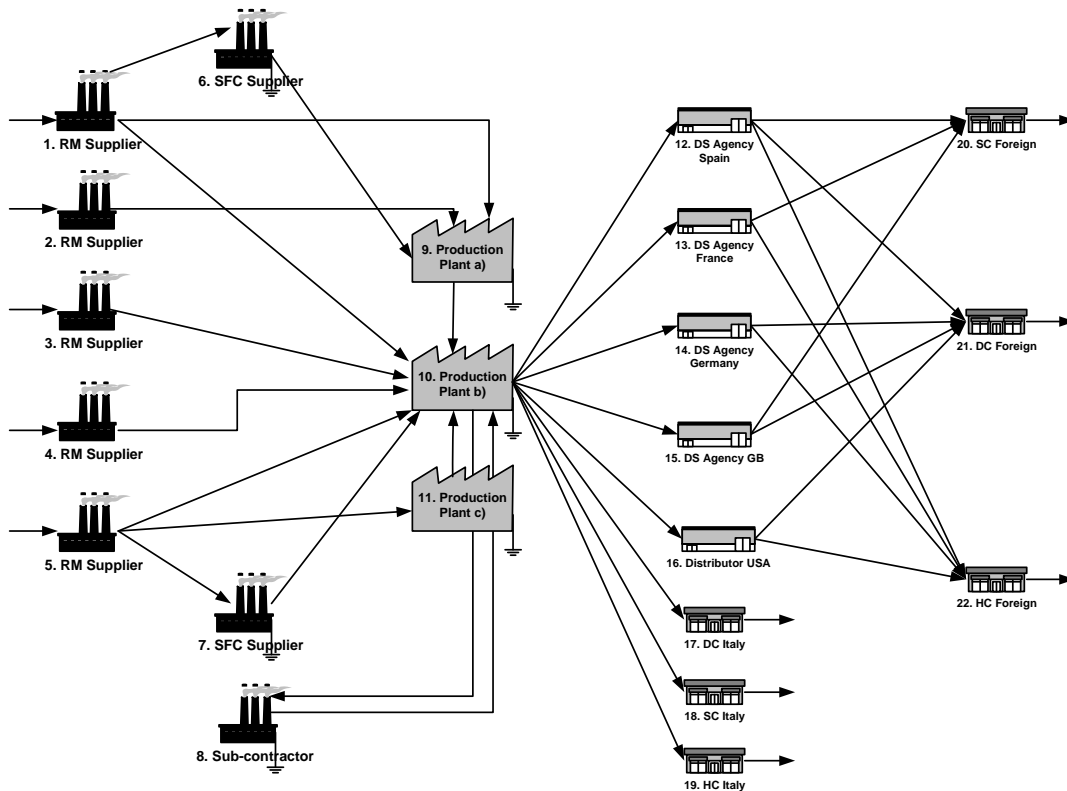 6. SFC Supplier
1. RM Supplier
2. RM Supplier
3. RM Supplier
4. RM Supplier
5. RM Supplier
7. SFC Supplier
8. Sub-contractor
9. Production
Plant a)
10. Production
Plant b)
11. Production
Plant c)
12. DS Agency
Spain
13. DS Agency
France
14. DS Agency
Germany
15. DS Agency GB
16. Distributor USA
17. DC Italy
18. SC Italy
19. HC Italy
20. SC Foreign
21. DC Foreign
22. HC Foreign